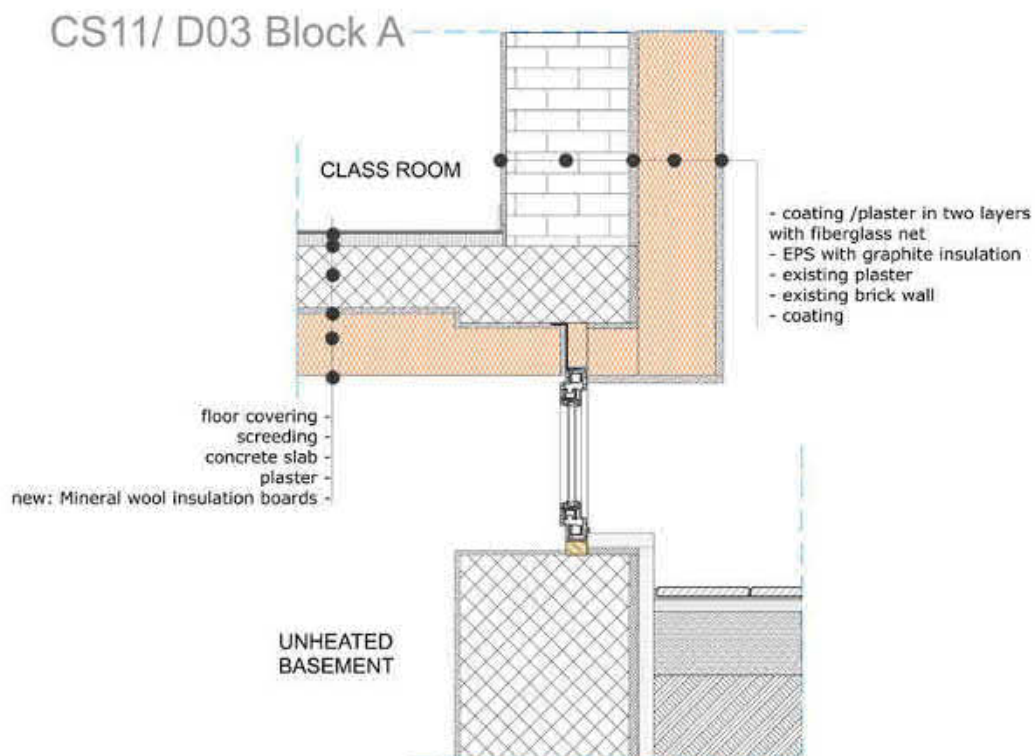 CS11/ D03 Block A
CLASS ROOM
- coating /plaster in two layers
with fiberglass net
- EPS with graphite insulation
- existing plaster
- existing brick wall
- coating
floor covering -
screeding -
concrete slab -
plaster -
new: Mineral wool insulation boards -
UNHEATED
BASEMENT